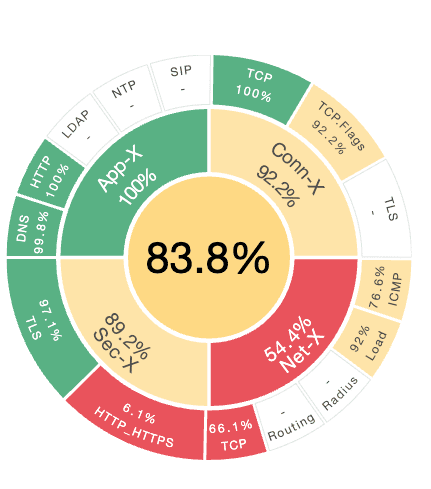 TCP
100%
TCP.Flags
92.2%
TLS
-
76.6%
ICMP
92%
Load
-
Radius
-
Routing
66.1%
TCP
6.1%
HTTP_HTTPS
97.1%
TLS
DNS
99.8%
HTTP
100%
LDAP
-
NTP
-
SIP
-
App-X
100%
Conn-X
92.2%
54.4%
Net-X
89.2%
Sec-X
83.8%